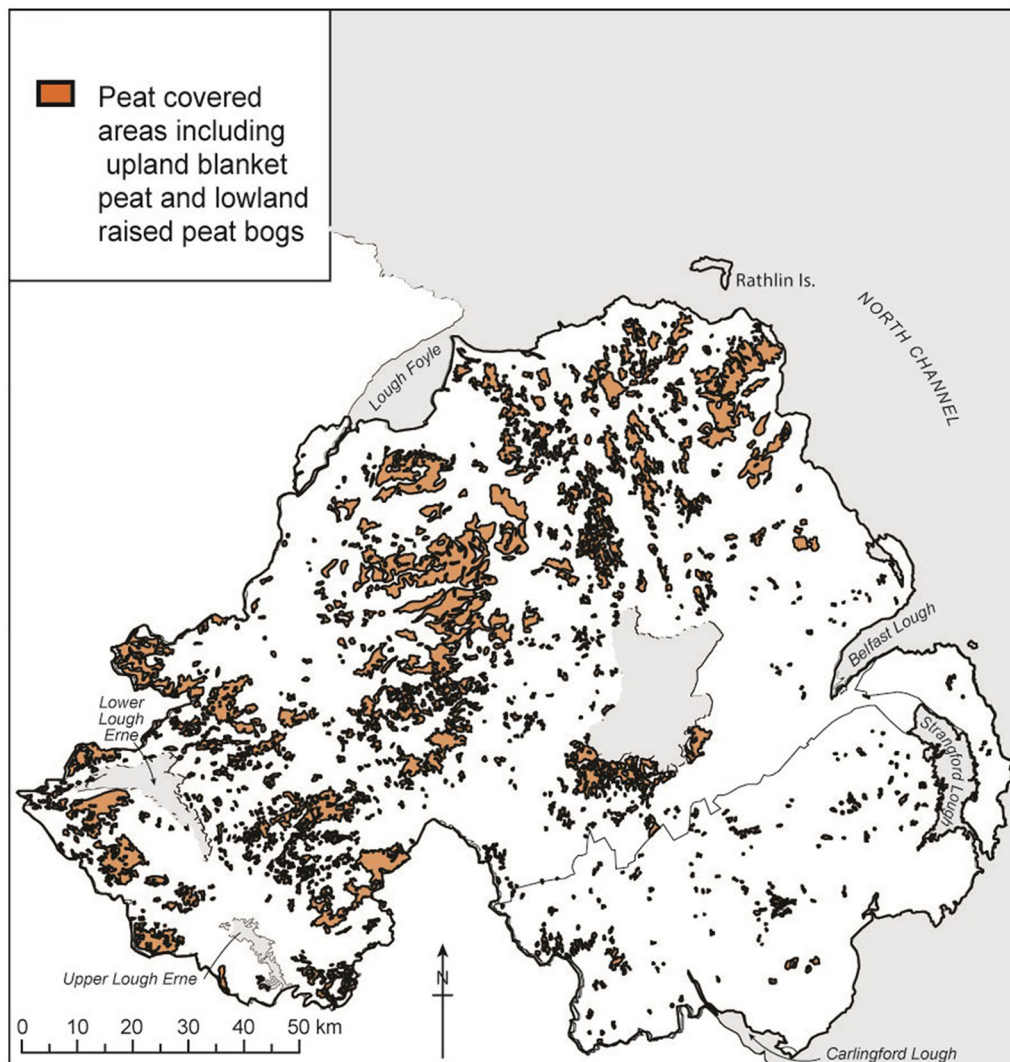 Peat covered
areas including
upland blanket
peat and lowland
raised peat bogs
Rathlin Is.
NORTH CHANNEL
Lough Foyle
Belfast Lough
Strangford Lough
Lower
Lough
Erne
Upper Lough Erne
N
0 10 20 30 40 50 km
Carlingford Lough